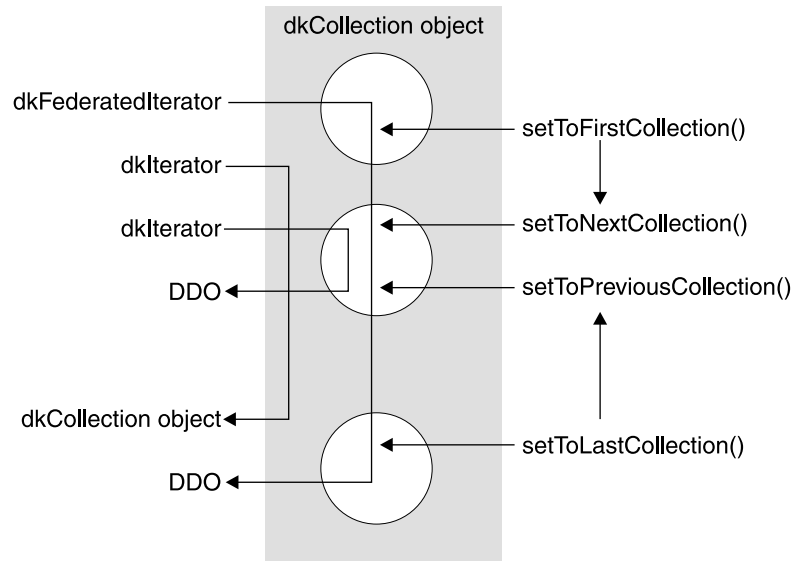 dkCollection object
dkFederatedIterator
setToFirstCollection()
dkIterator
dkIterator
setToNextCollection()
DDO
setToPreviousCollection()
dkCollection object
setToLastCollection()
DDO